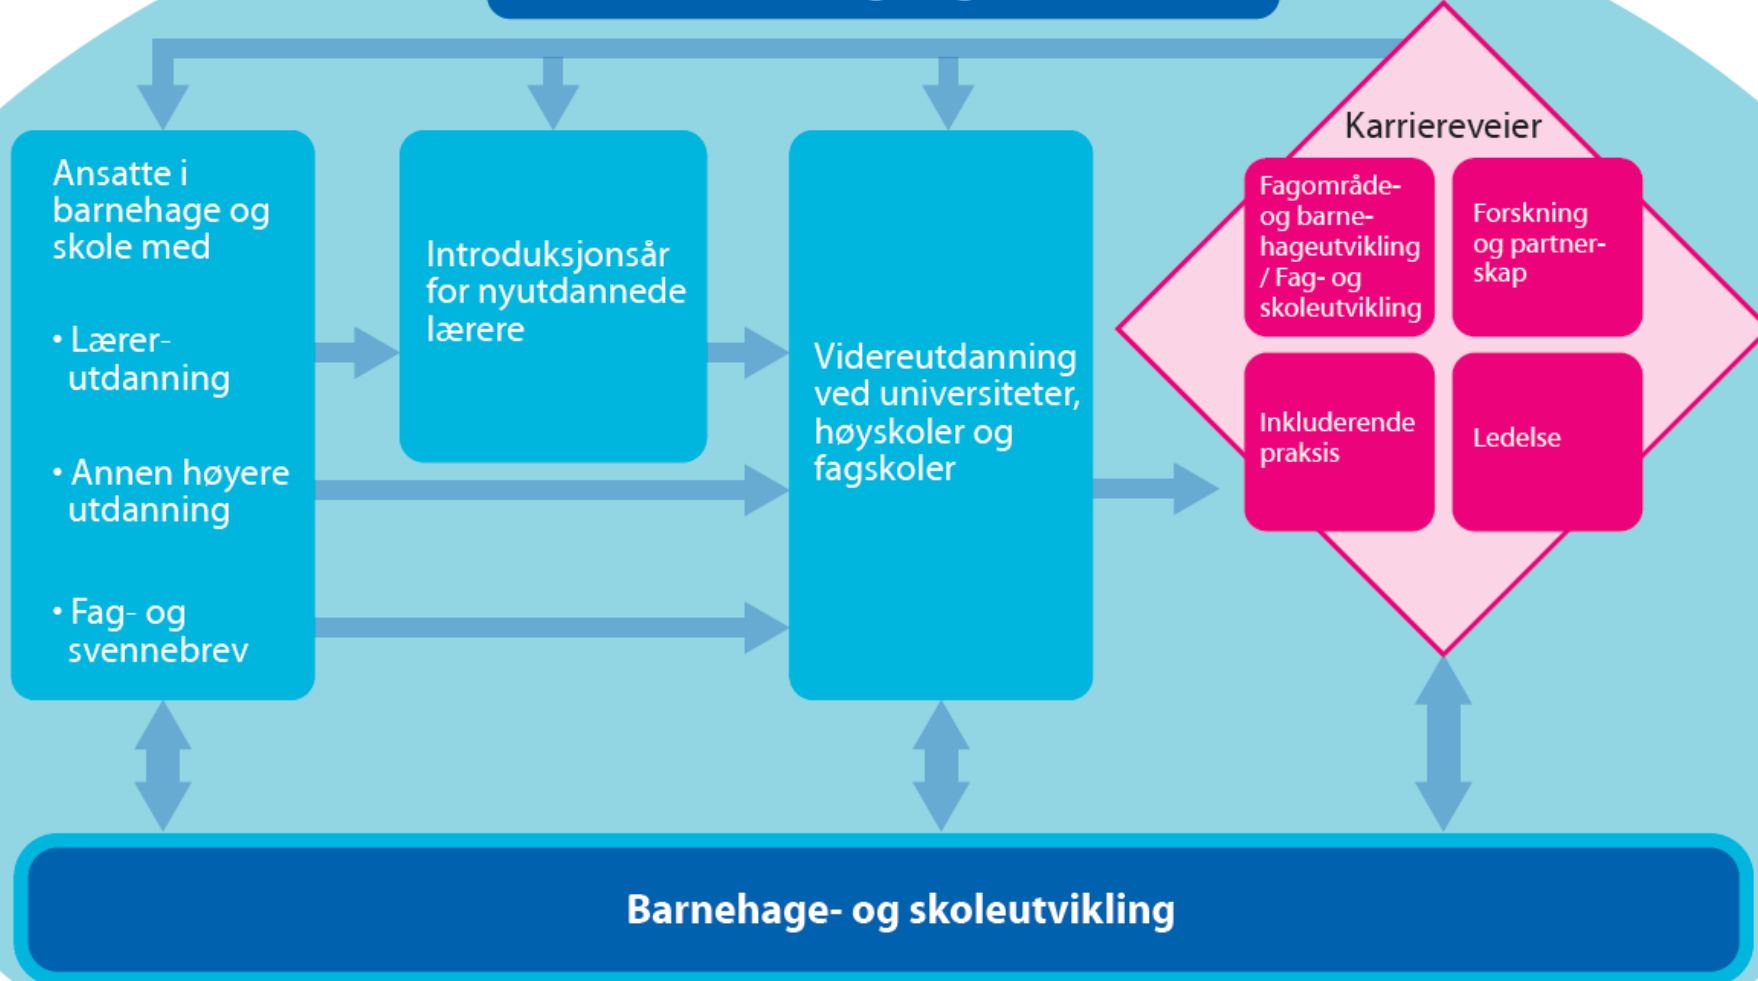 Ansatte i
barnehage og
skole med
• Lærer-
utdanning
• Annen høyere
utdanning
• Fag- og
svennebrev
Introduksjonsår
for nyutdannede
lærere
Videreutdanning
ved universiteter,
høyskoler og
fagskoler
Karriereveier
Fagområde-
og barne-
hageutvikling
/ Fag- og
skoleutvikling
Forskning
og partner-
skap
Inkluderende
praksis
Ledelse
Barnehage- og skoleutvikling